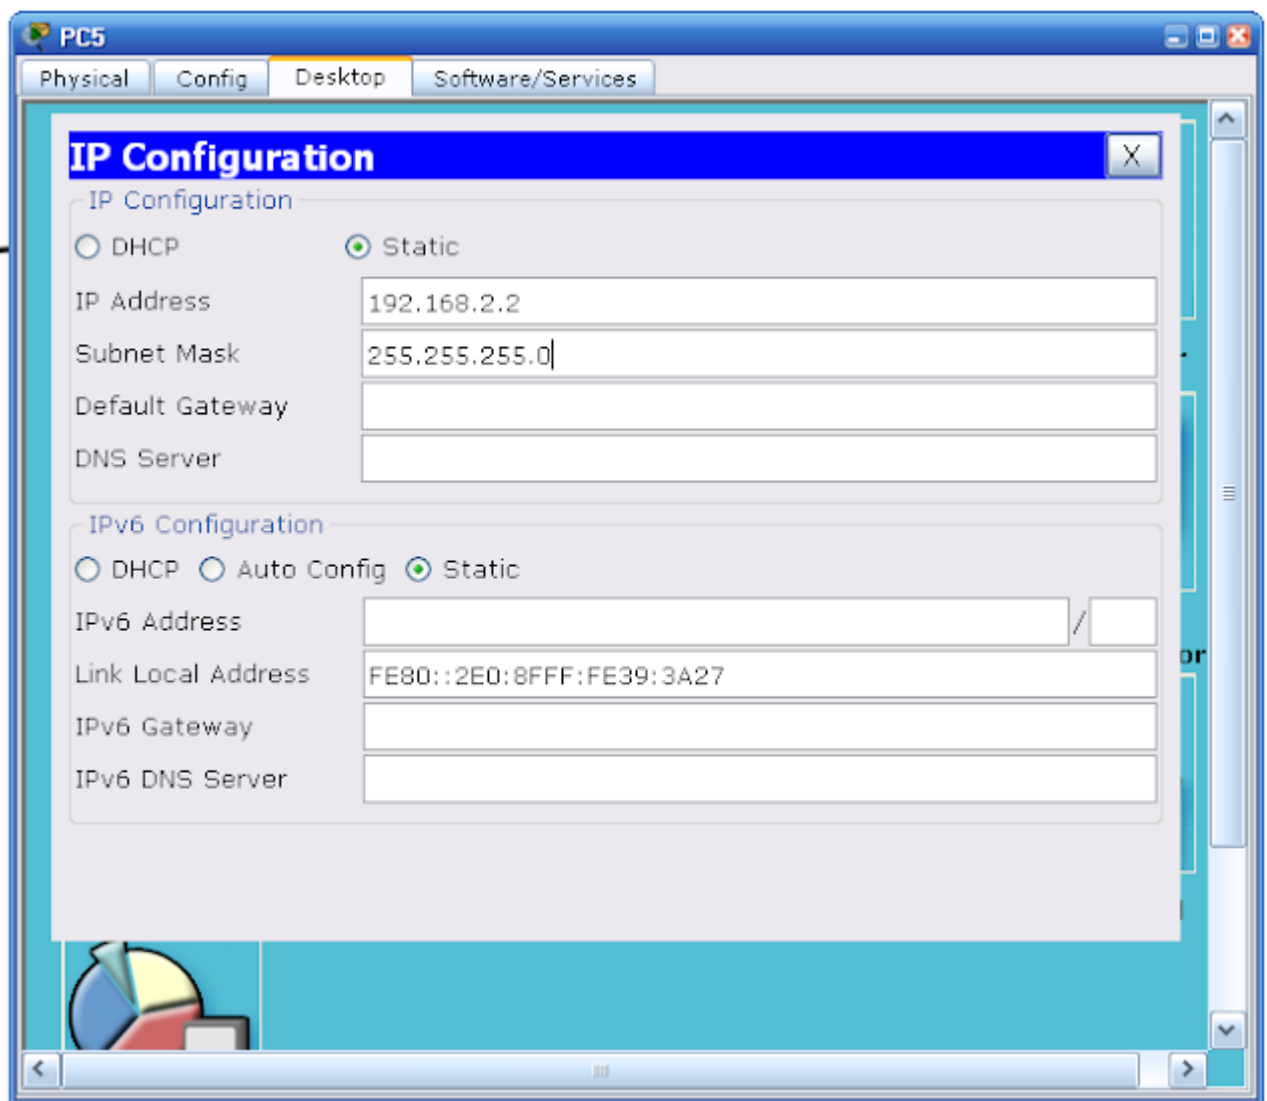 PC5
Physical Config Desktop Software/Services
IP Configuration X
IP Configuration
DHCP Static
IP Address 192.168.2.2
Subnet Mask 255.255.255.0
Default Gateway
DNS Server
IPv6 Configuration
DHCP Auto Config Static
IPv6 Address /
Link Local Address FE80::2E0:8FFF:FE39:3A27
or
IPv6 Gateway
IPv6 DNS Server